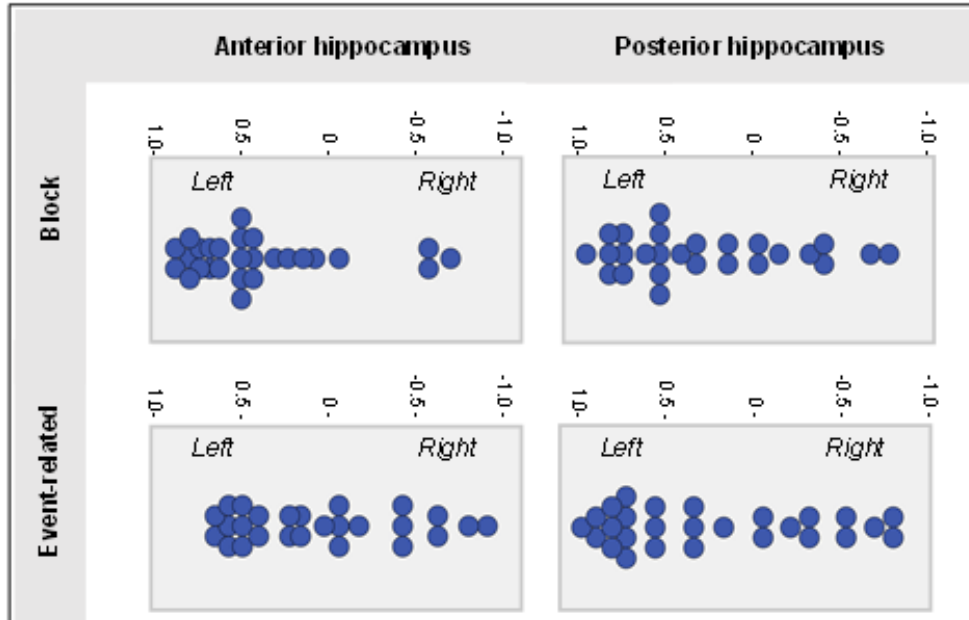 Anterior hippocampus Posterior hippocampus
1.0- 0.5 - 0 - -0.5 - -1.0 - 1.0- 0.5 - 0 - -0.5 - -1.0 -
Block
Left Right Left Right
1.0- 0.5 - 0 - -0.5 - -1.0 - 1.0- 0.5 - 0 - -0.5 - -1.0 -
Event-related
Left Right Left Right